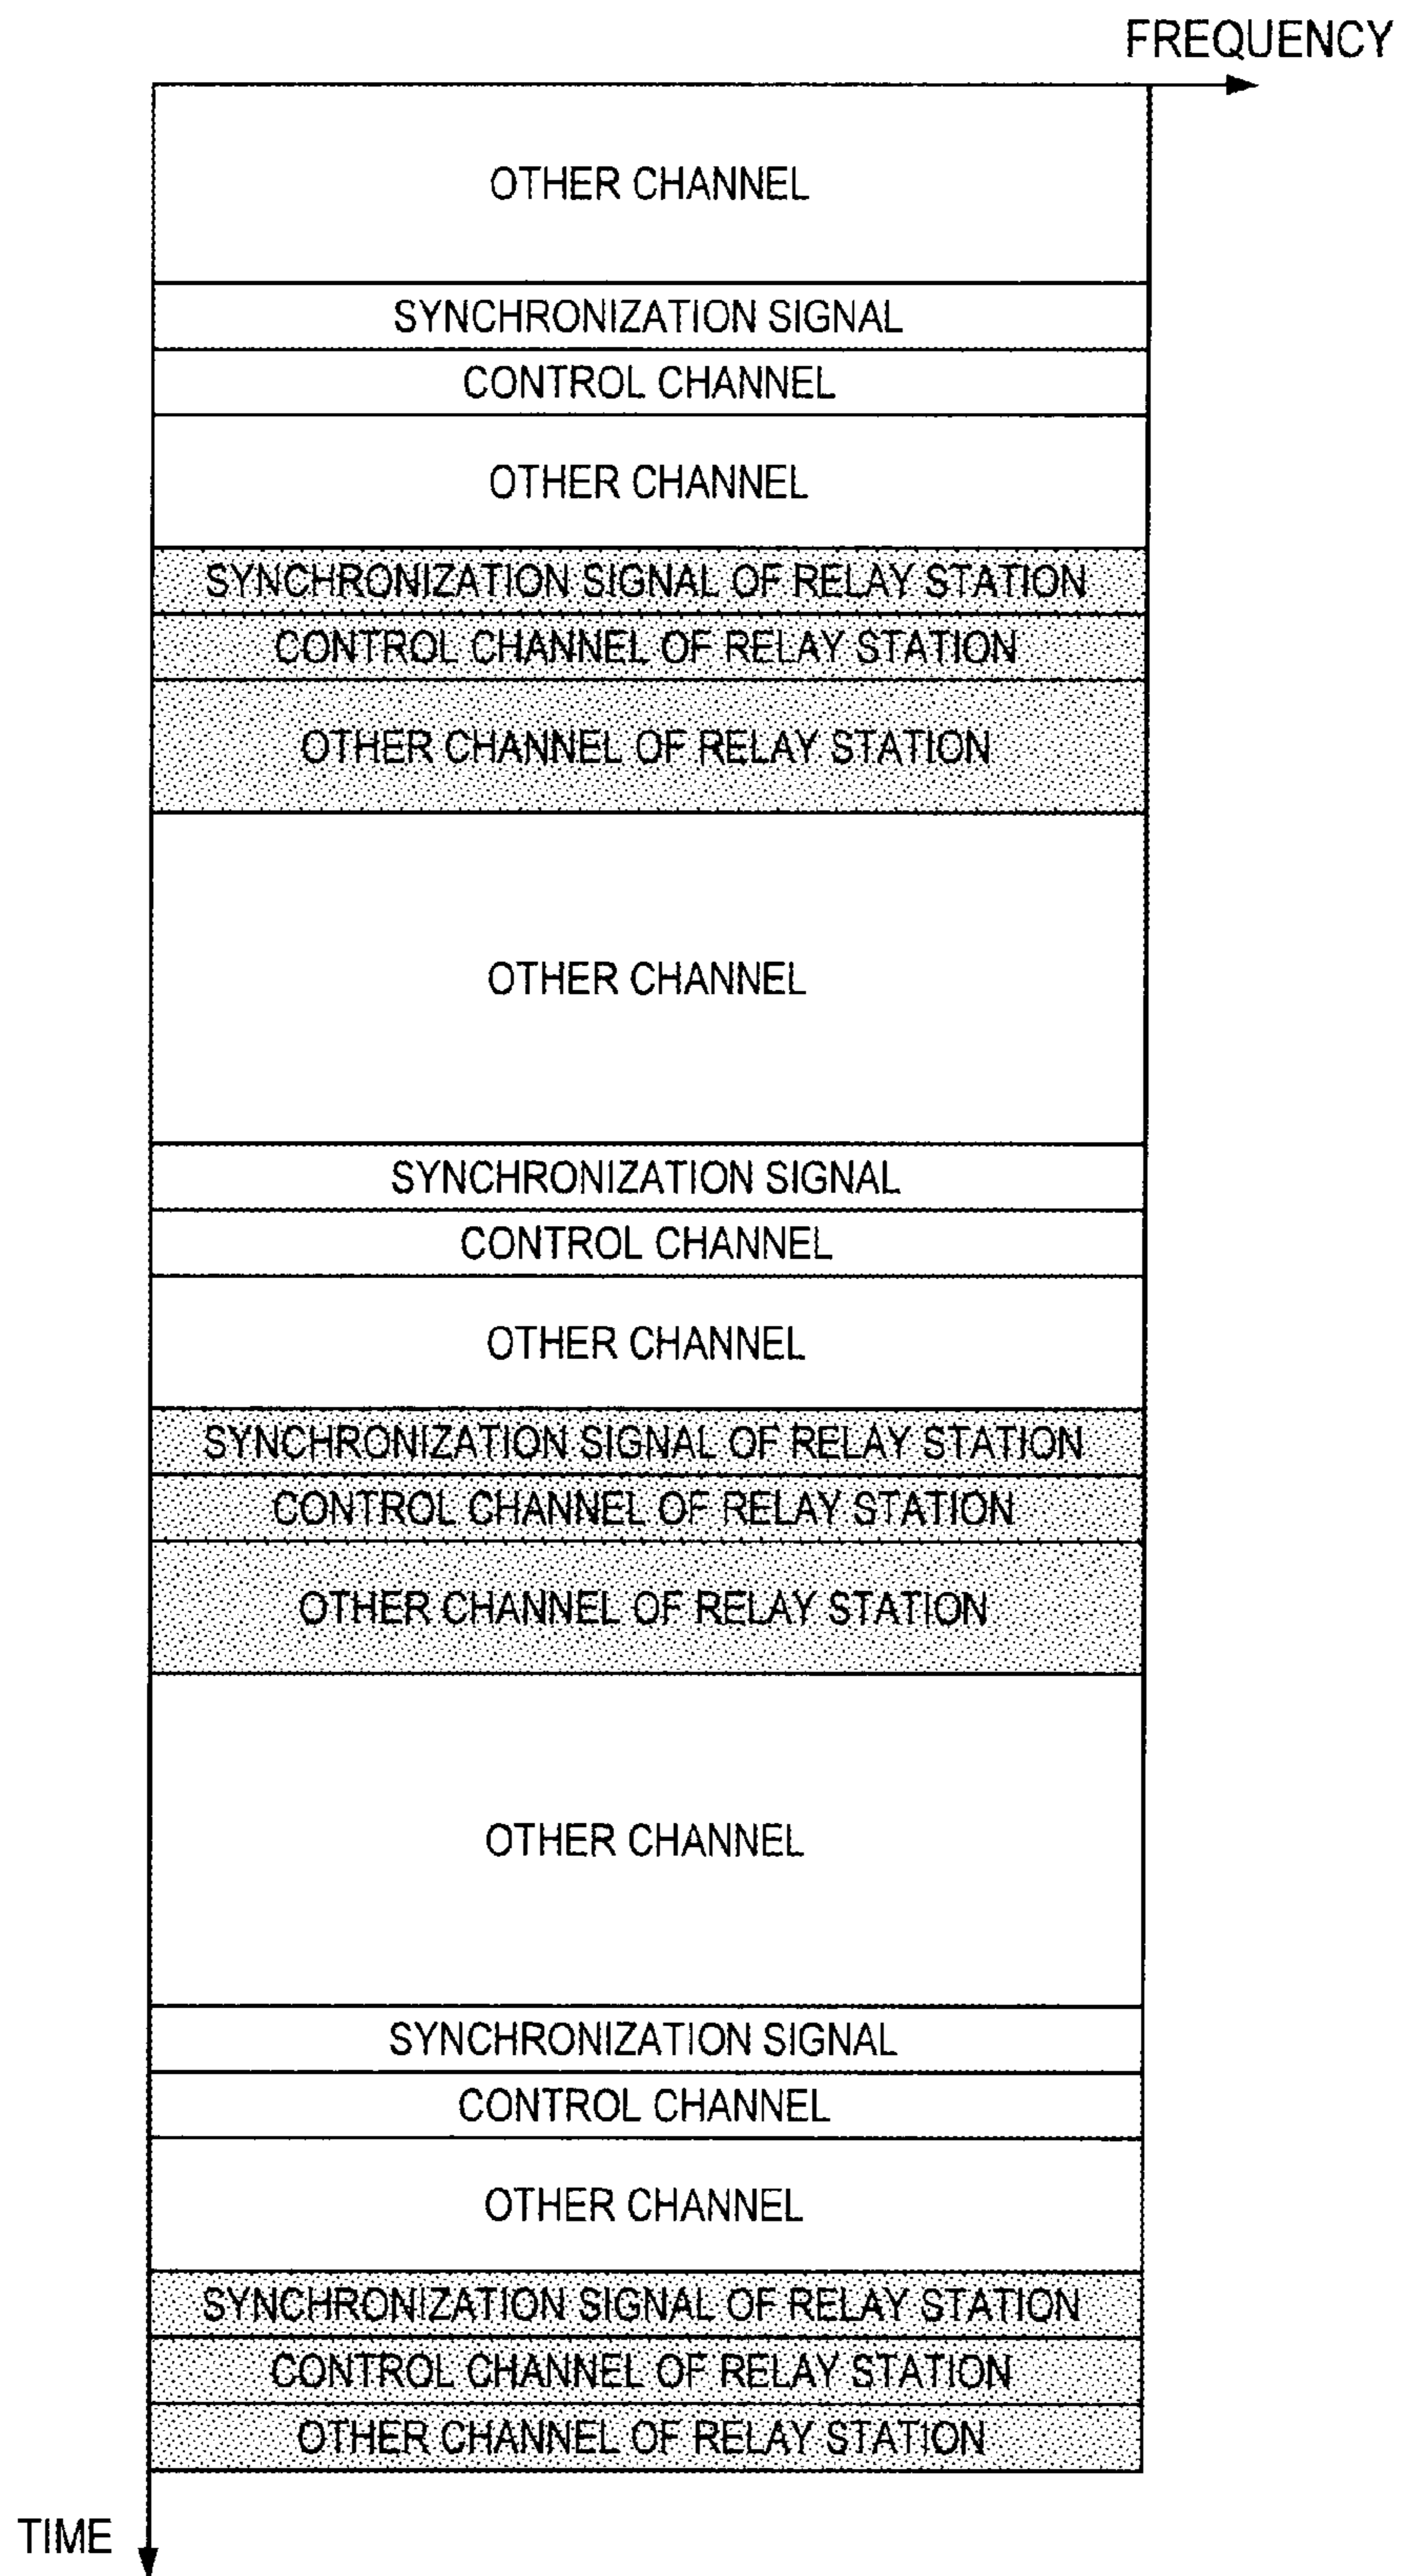 FREQUENCY
OTHER CHANNEL
SYNCHRONIZATION SIGNAL
CONTROL CHANNEL
OTHER CHANNEL
SYNCHRONIZATION SIGNAL OF RELAY STATION
CONTROL CHANNEL OF RELAY STATION
OTHER CHANNEL OF RELAY STATION
OTHER CHANNEL
SYNCHRONIZATION SIGNAL
CONTROL CHANNEL
OTHER CHANNEL
SYNCHRONIZATION SIGNAL OF RELAY STATION
CONTROL CHANNEL OF RELAY STATION
OTHER CHANNEL OF RELAY STATION
OTHER CHANNEL
SYNCHRONIZATION SIGNAL
CONTROL CHANNEL
OTHER CHANNEL
SYNCHRONIZATION SIGNAL OF RELAY STATION
CONTROL CHANNEL OF RELAY STATION
OTHER CHANNEL OF RELAY STATION
TIME